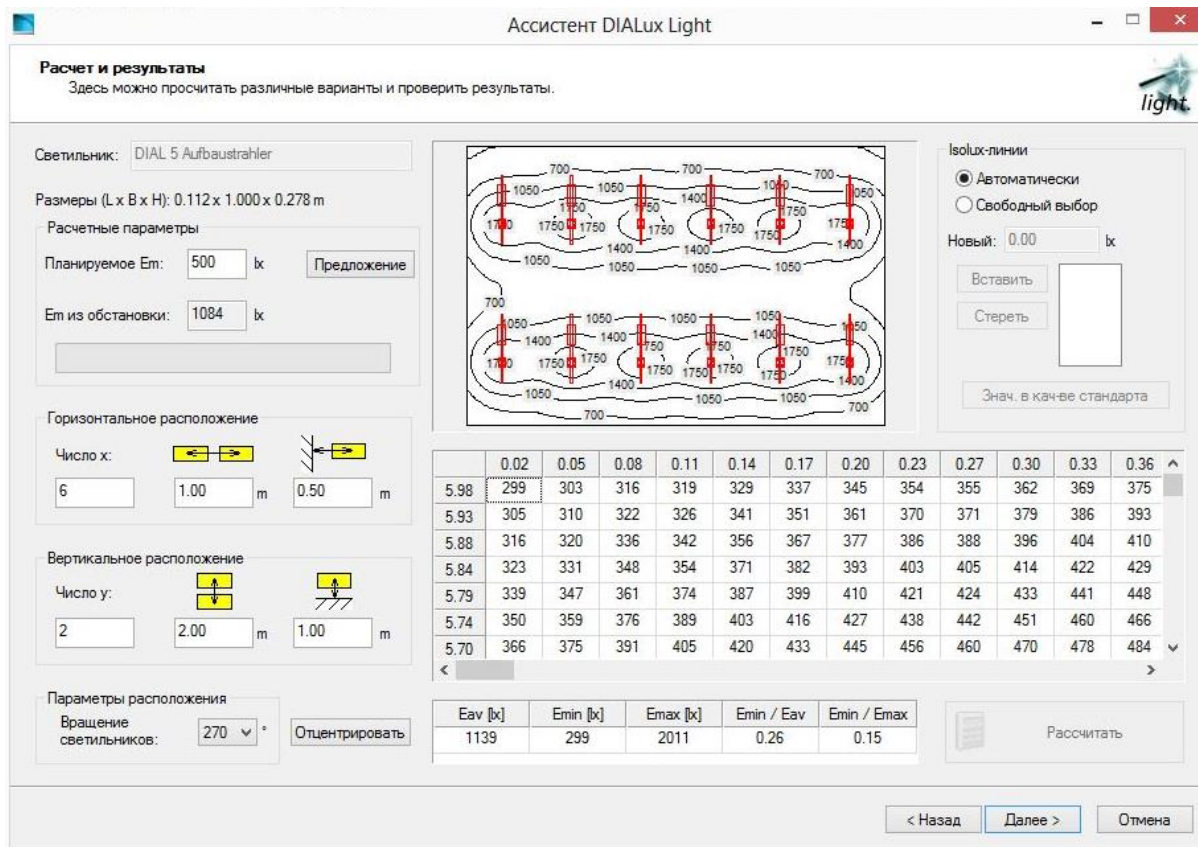 Ассистент DIALux Light
Расчет и результаты
Здесь можно просчитать различные варианты и проверить результаты.
light.
Светильник: DIAL 5 Aufbaustrahler
Размеры (L x B x H): 0.112 x 1.000 x 0.278 m
Расчетные параметры
Планируемое Em: 500 lx Предложение
Em из обстановки: 1084 lx
Горизонтальное расположение
Число x:
6 1.00 m 0.50 m
Вертикальное расположение
Число y:
2 2.00 m 1.00 m
Параметры расположения
Вращение светильников: 270 ° Отцентрировать
700 700 700
1050 1050 1400 1050 1050
1750 1750
1750 1750 1750 1750 1750
1400 1400 1400
1050 1050 1050 1050
700
700
1050 1050 1050 1050 1050
1400 1400 1400
1750 1750 1750 1750 1750 1750
1400 1400
1050 1050 1050
700 700
Isolux-линии
Автоматически
Свободный выбор
Новый: 0.00 lx
Вставить
Стереть
Знач. в кач-ве стандарта
0.02 0.05 0.08 0.11 0.14 0.17 0.20 0.23 0.27 0.30 0.33 0.36
5.98 299 303 316 319 329 337 345 354 355 362 369 375
5.93 305 310 322 326 341 351 361 370 371 379 386 393
5.88 316 320 336 342 356 367 377 386 388 396 404 410
5.84 323 331 348 354 371 382 393 403 405 414 422 429
5.79 339 347 361 374 387 399 410 421 424 433 441 448
5.74 350 359 376 389 403 416 427 438 442 451 460 466
5.70 366 375 391 405 420 433 445 456 460 470 478 484
Eav [lx] Emin [lx] Emax [lx] Emin / Eav Emin / Emax
1139 299 2011 0.26 0.15
Рассчитать
< Назад Далее > Отмена